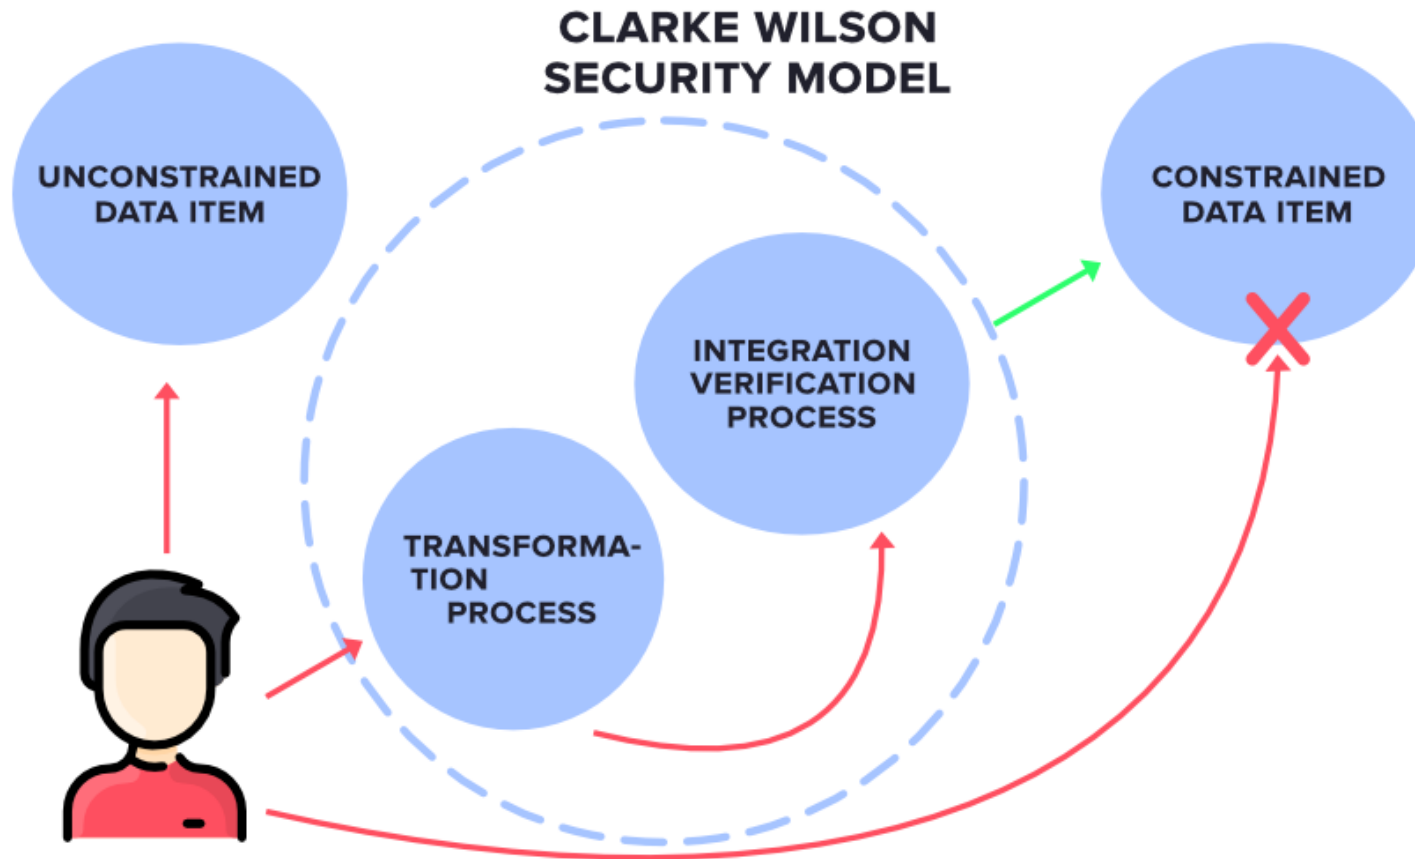 CLARKE WILSON
SECURITY MODEL
UNCONSTRAINED
DATA ITEM
CONSTRAINED
DATA ITEM
INTEGRATION
VERIFICATION
PROCESS
TRANSFORMA-
TION
PROCESS